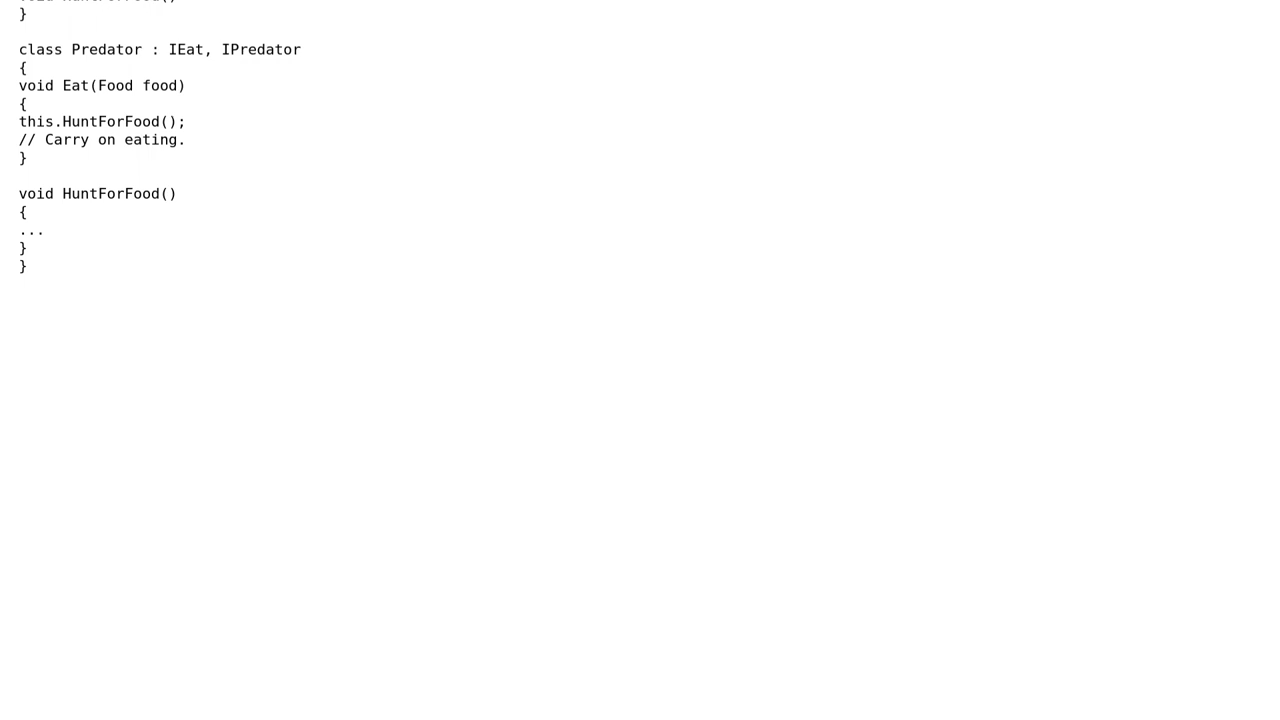 }

class Predator : IEat, IPredator
{
void Eat(Food food)
{
this.HuntForFood();
// Carry on eating.
}

void HuntForFood()
{
...
}
}